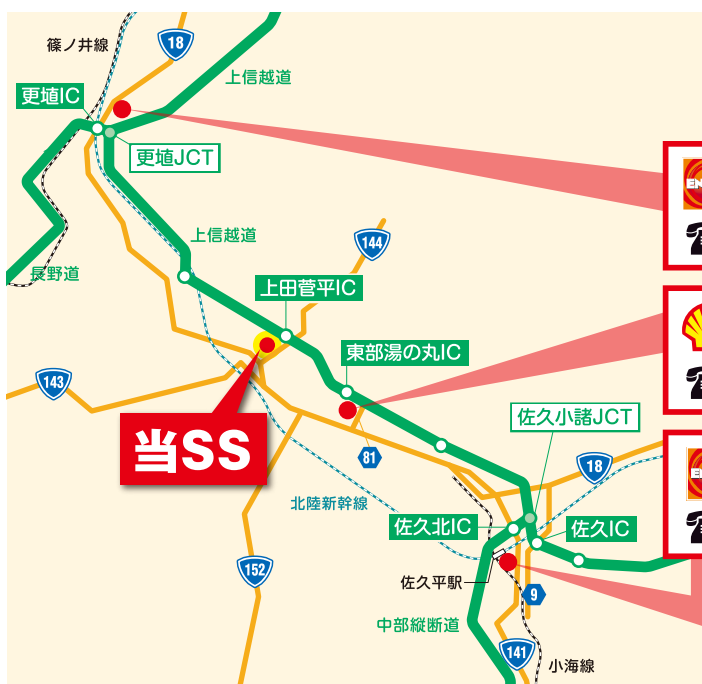 篠ノ井線
18
上信越道
更埴IC
更埴JCT
上信越道
144
長野道
上田菅平IC
東部湯の丸IC
143
佐久小諸JCT
当SS
81
18
北陸新幹線
佐久北IC
佐久IC
152
佐久平駅
9
中部縦断道
141
小海線